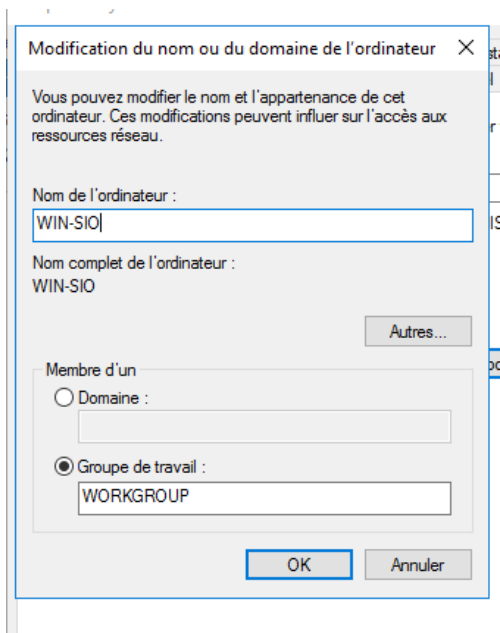 Modification du nom ou du domaine de l'ordinateur
Vous pouvez modifier le nom et l'appartenance de cet
ordinateur. Ces modifications peuvent influer sur l'accès aux
ressources réseau.
Nom de l'ordinateur :
WIN-SIO
Nom complet de l'ordinateur :
WIN-SIO
Autres...
Membre d'un
Domaine :
Groupe de travail :
WORKGROUP
OK
Annuler